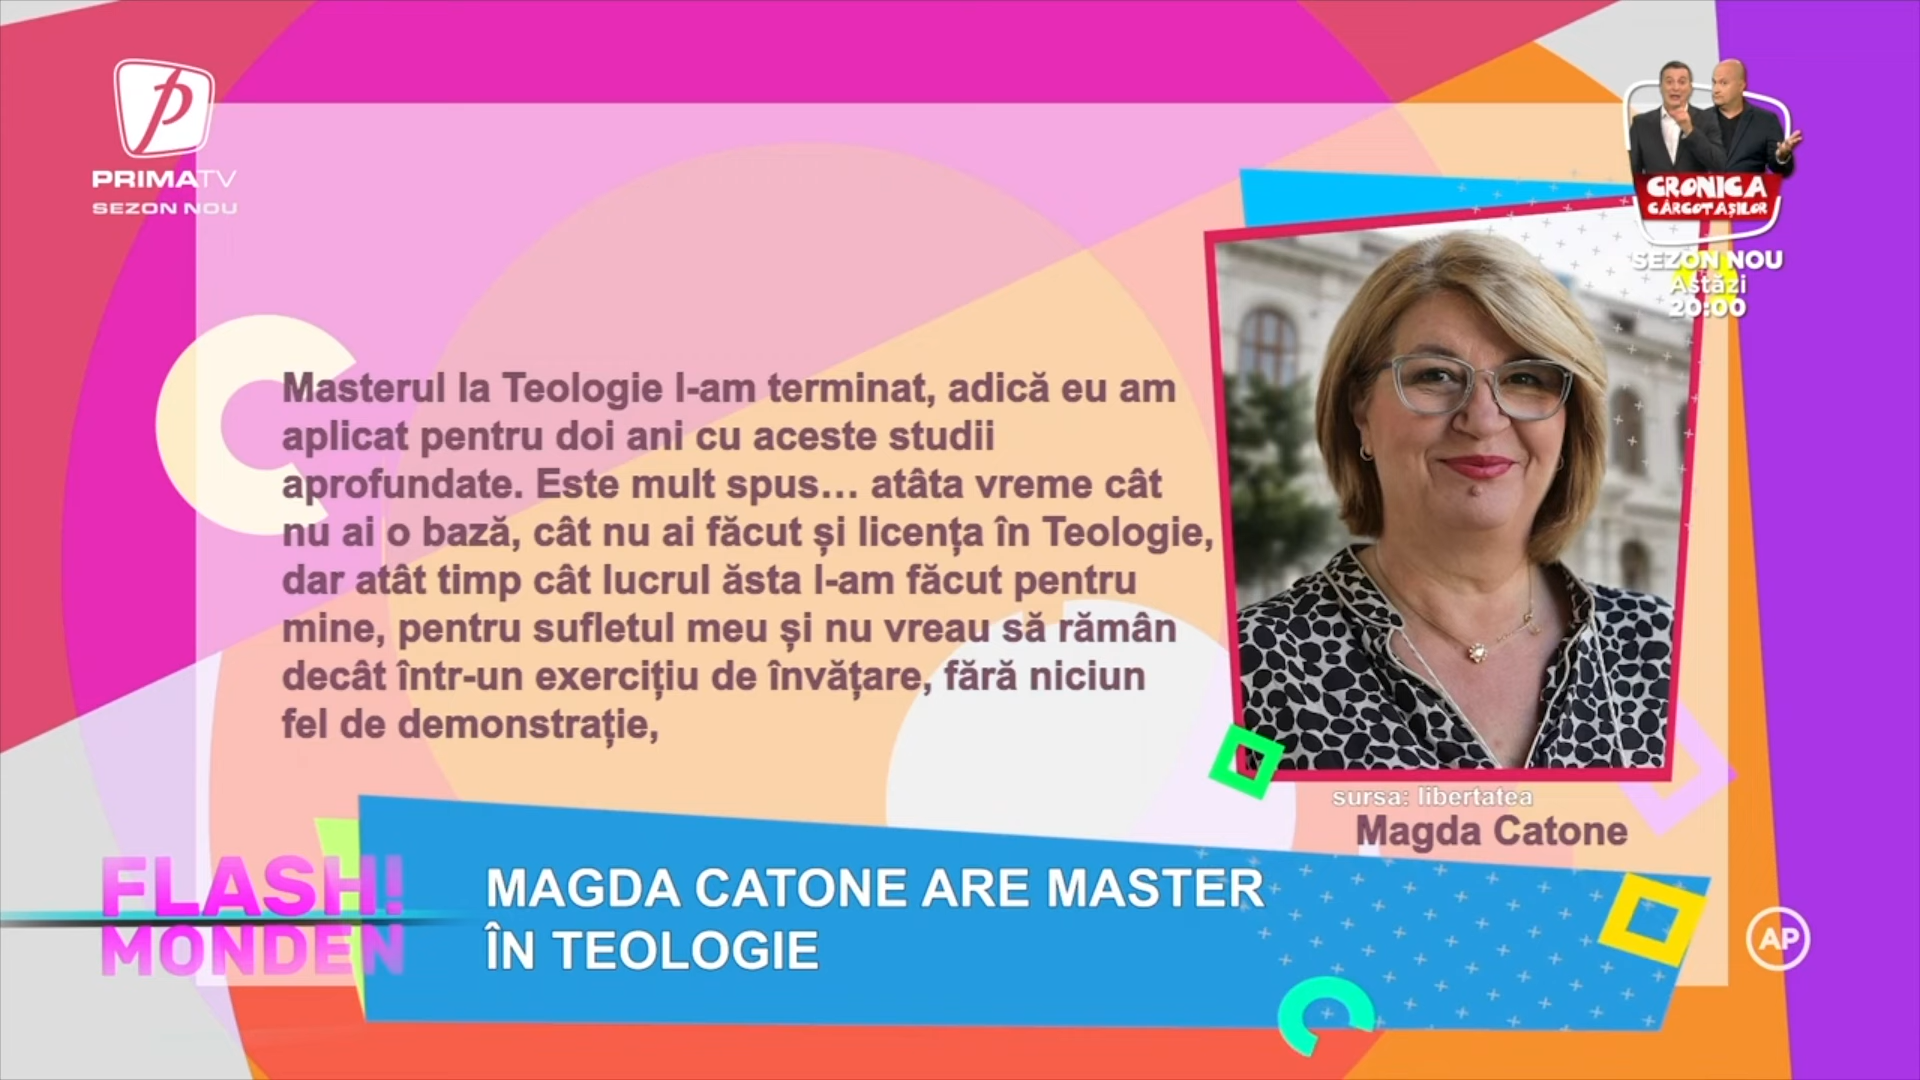 PRIMATV
SEZON NOU
CRONICA
CÂRCOTAȘILOR
SEZON NOU
Astăzi
20:00
Masterul la Teologie l-am terminat, adică eu am
aplicat pentru doi ani cu aceste studii
aprofundate. Este mult spus... atâta vreme cât
nu ai o bază, cât nu ai făcut și licența în Teologie,
dar atât timp cât lucrul ăsta l-am făcut pentru
mine, pentru sufletul meu și nu vreau să rămân
decât într-un exercițiu de învățare, fără niciun
fel de demonstrație,
sursa: libertatea
Magda Catone
FLASH!
MONDEN
MAGDA CATONE ARE MASTER
ÎN TEOLOGIE
AP